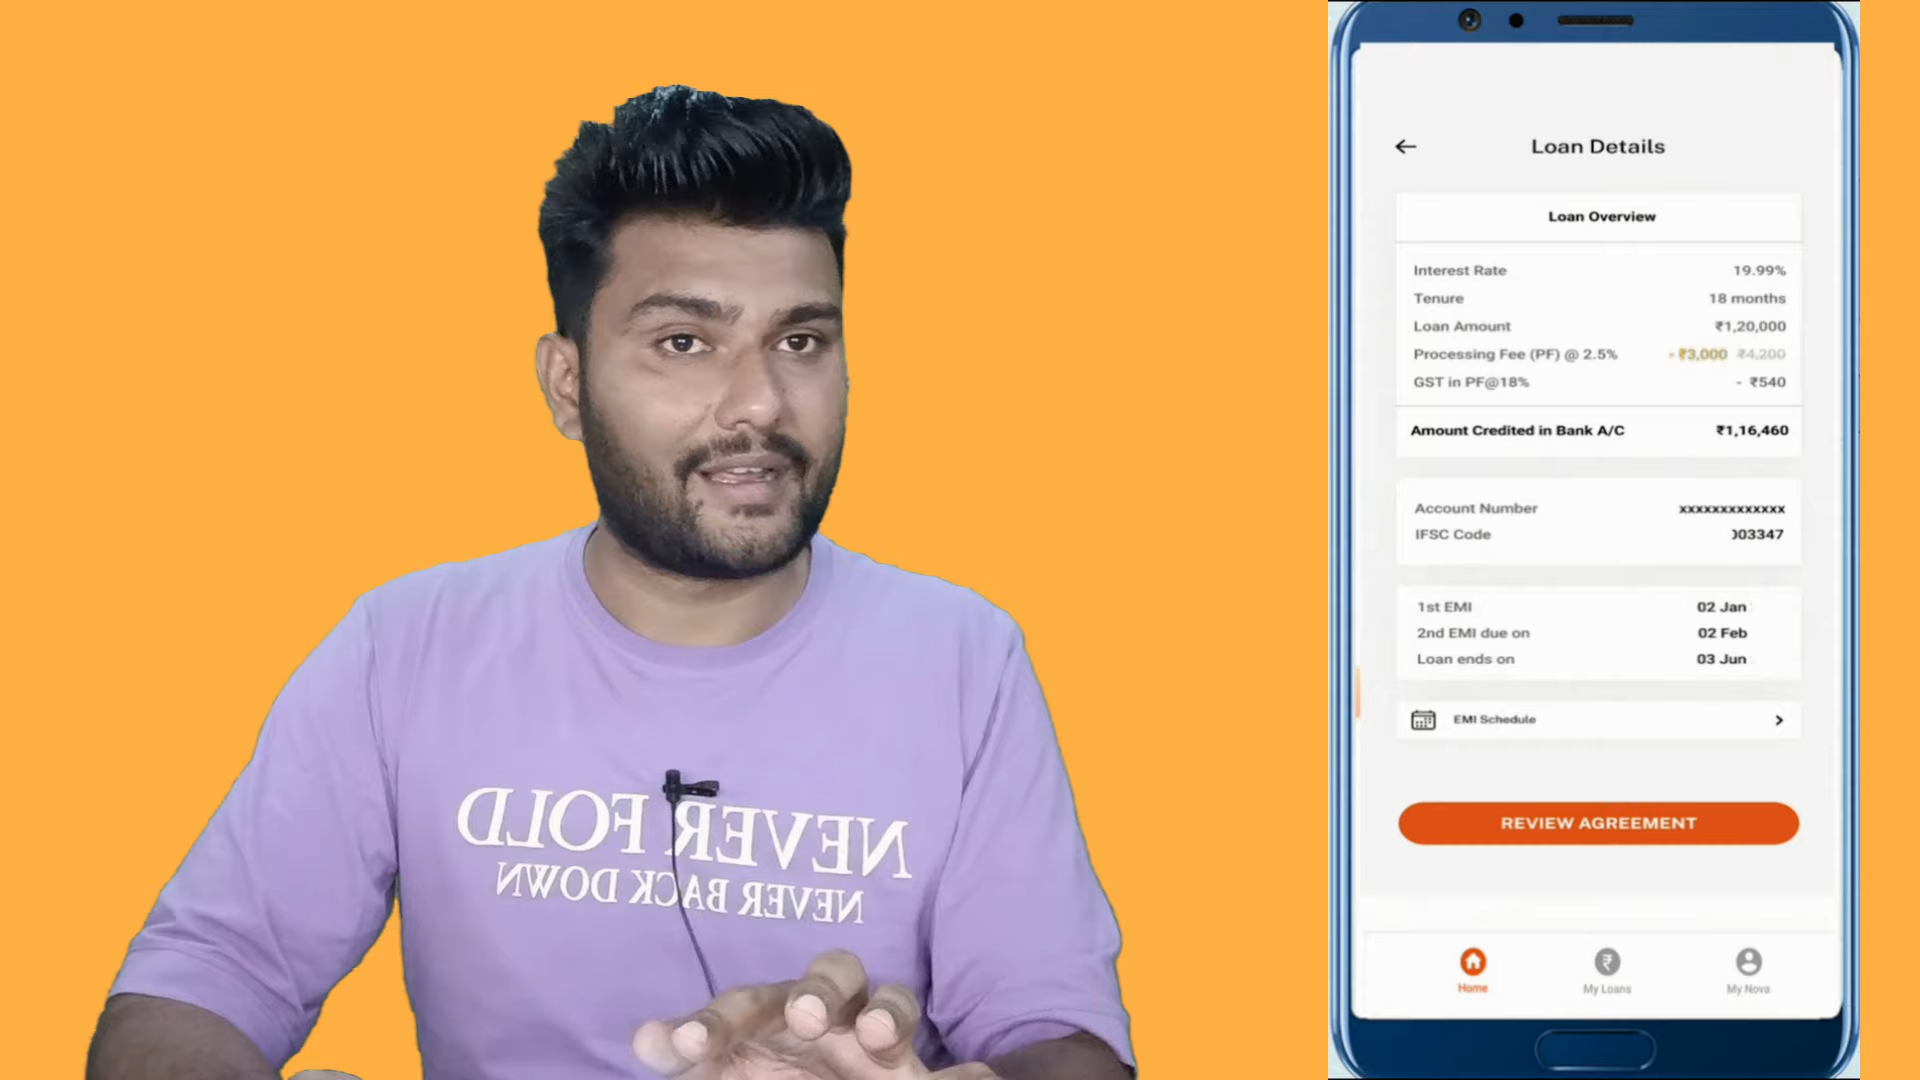 NEVER FOLD
NEVER BACK DOWN
Loan Details
Loan Overview
Interest Rate 19.99%
Tenure 18 months
Loan Amount ₹1,20,000
Processing Fee (PF) @ 2.5% - ₹3,000 ₹4,200
GST in PF@18% - ₹540
Amount Credited in Bank A/C ₹1,16,460
Account Number xxxxxxxxxxxxx
IFSC Code 003347
1st EMI 02 Jan
2nd EMI due on 02 Feb
Loan ends on 03 Jun
EMI Schedule
REVIEW AGREEMENT
Home My Loans My Nova